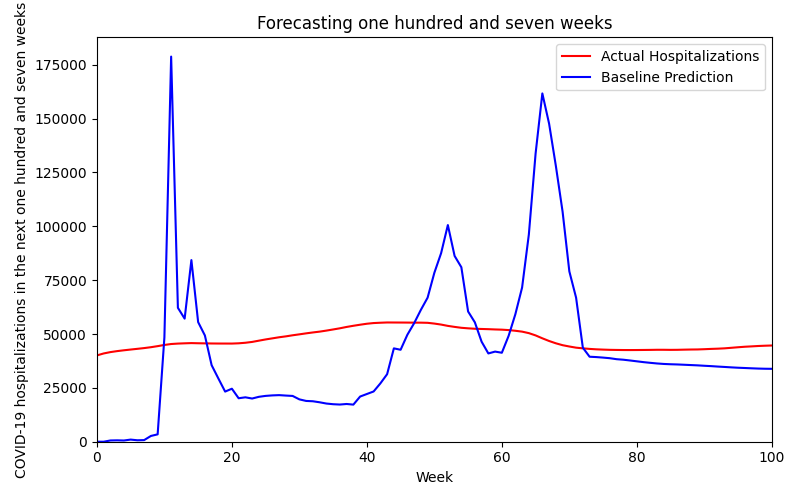 Forecasting one hundred and seven weeks
Actual Hospitalizations
Baseline Prediction
COVID-19 hospitalizations in the next one hundred and seven weeks
175000
150000
125000
100000
75000
50000
25000
0
0 20 40 60 80 100
Week